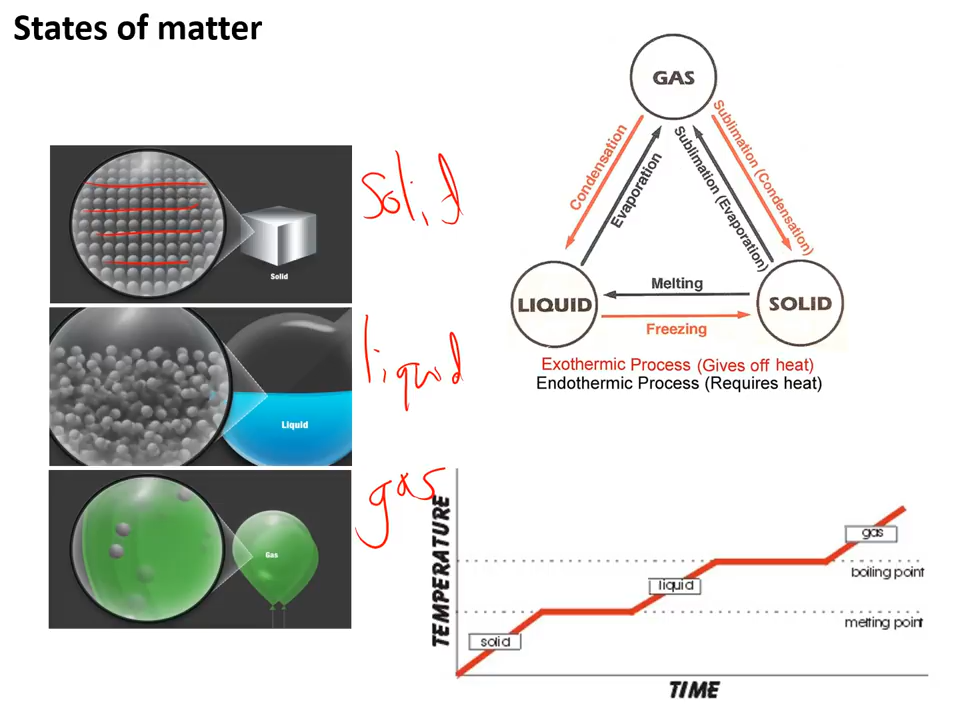 States of matter
Solid
Solid
Liquid
liquid
Gas
gas
GAS
Condensation
Evaporation
Sublimation (Evaporation)
Sublimation (Condensation)
LIQUID
SOLID
Melting
Freezing
Exothermic Process (Gives off heat)
Endothermic Process (Requires heat)
TEMPERATURE
gas
boiling point
liquid
melting point
solid
TIME